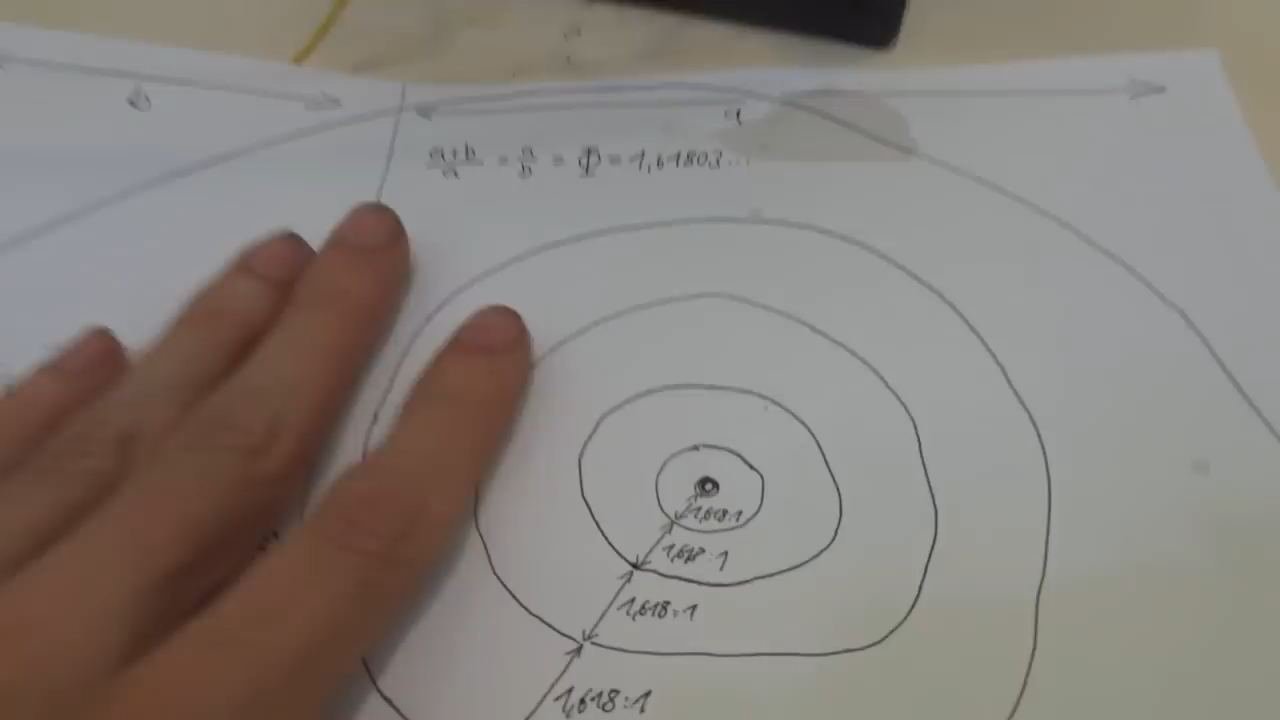 b
a
a+b/a = a/b = Φ = 1,61803...
1,618:1
1,618:1
1,618:1
1,618:1